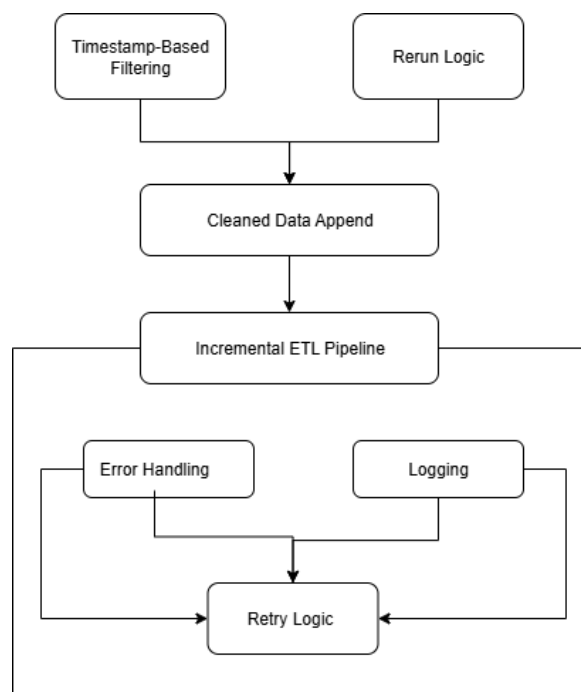 Timestamp-Based
Filtering
Rerun Logic
Cleaned Data Append
Incremental ETL Pipeline
Error Handling
Logging
Retry Logic